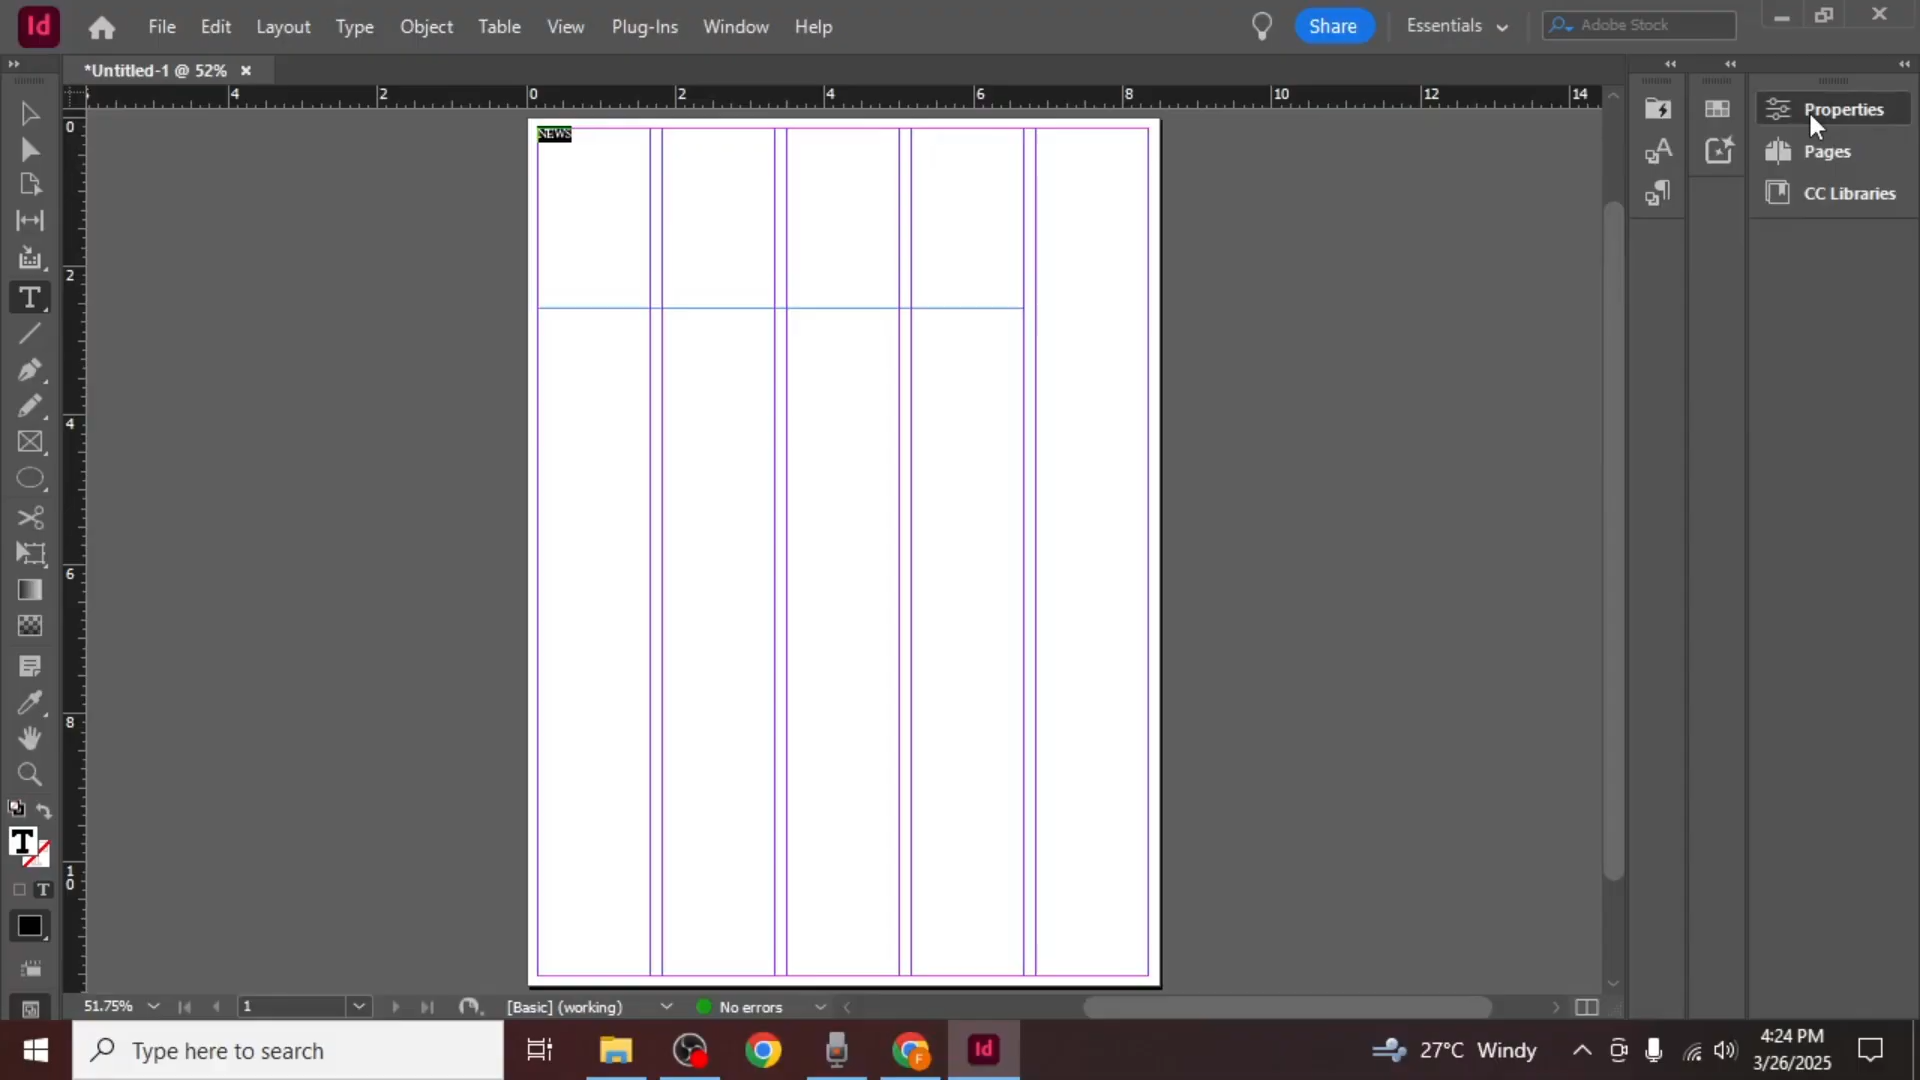 Id File Edit Layout Type Object Table View Plug-Ins Window Help Share Essentials Adobe Stock
*Untitled-1 @ 52%
4 2 0 2 4 6 8 10 12 14
0
2
4
6
8
1
0
NEWS
Properties
Pages
CC Libraries
51.75% 1 [Basic] (working) No errors
Type here to search
F
Id
27°C Windy
4:24 PM
3/26/2025